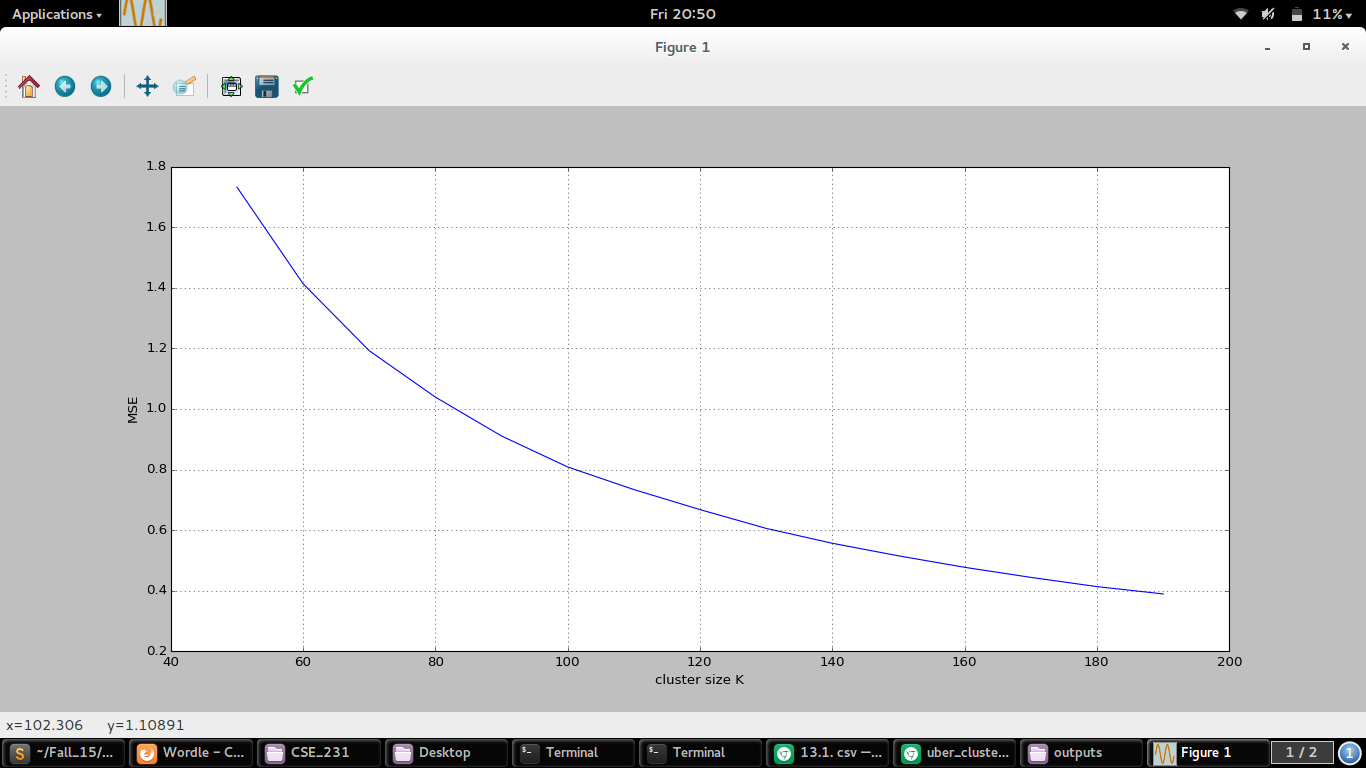 Applications
Fri 20:50
11%
Figure 1
1.8
1.6
1.4
1.2
1.0
0.8
0.6
0.4
0.2
MSE
40 60 80 100 120 140 160 180 200
cluster size K
x=102.306 y=1.10891
S ~/Fall_15/... Wordle – C... CSE_231 Desktop Terminal Terminal 13.1. csv —... uber_cluste... outputs Figure 1 1 / 2 1